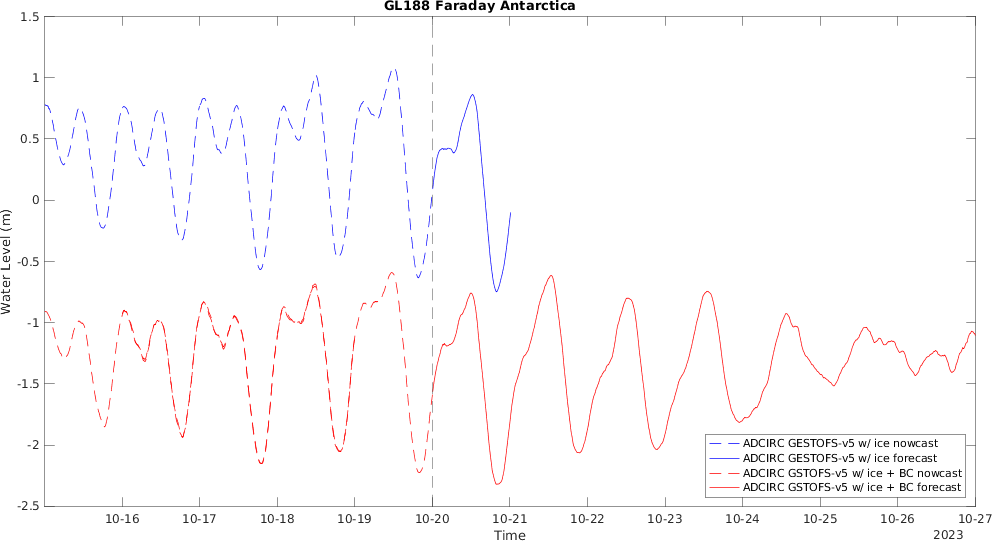 GL188 Faraday Antarctica
1.5
1
0.5
0
-0.5
-1
-1.5
-2
-2.5
Water Level (m)
ADCIRC GESTOFS-v5 w/ ice nowcast
ADCIRC GESTOFS-v5 w/ ice forecast
ADCIRC GSTOFS-v5 w/ ice + BC nowcast
ADCIRC GSTOFS-v5 w/ ice + BC forecast
10-16 10-17 10-18 10-19 10-20 10-21 10-22 10-23 10-24 10-25 10-26 10-27
Time
2023